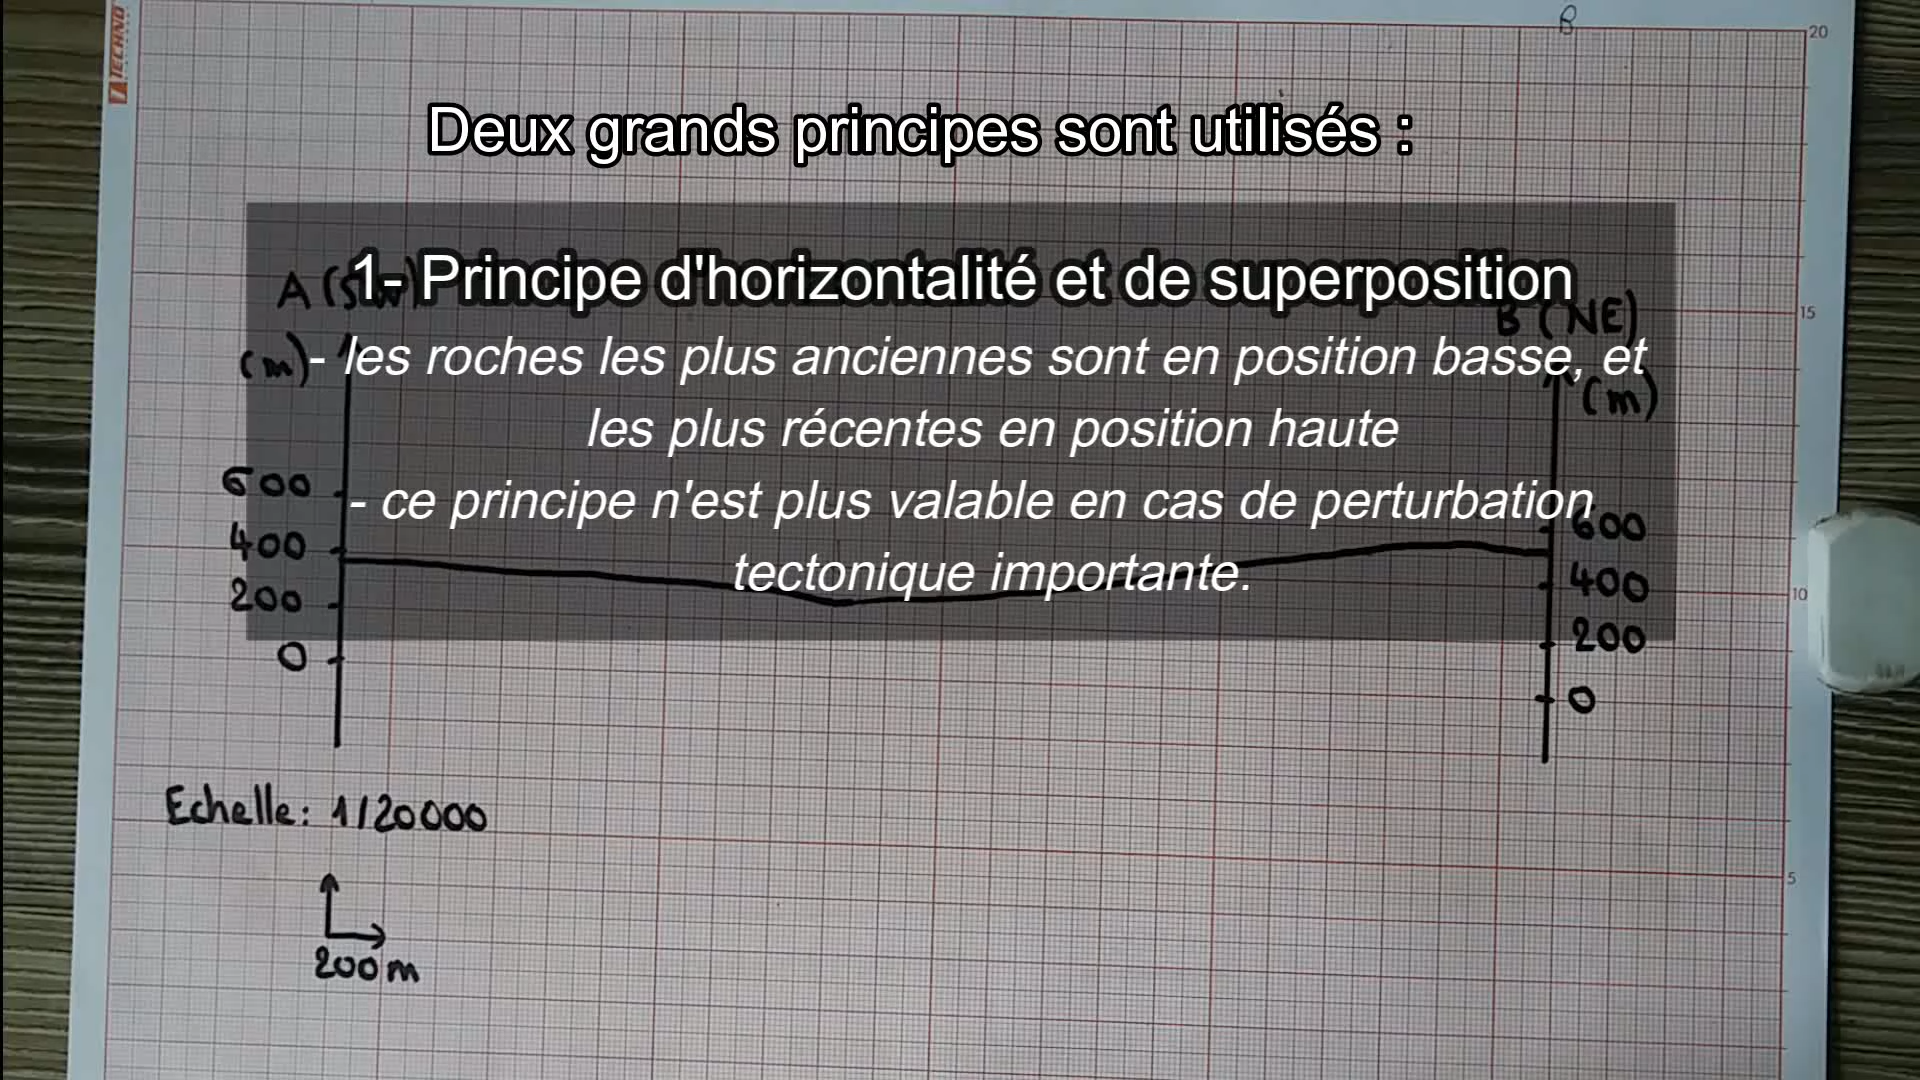 TECHNO
B
20
Deux grands principes sont utilisés :
A (SW)
1- Principe d'horizontalité et de superposition
B (NE)
15
(m)
- les roches les plus anciennes sont en position basse, et
(m)
les plus récentes en position haute
600
- ce principe n'est plus valable en cas de perturbation
600
400
tectonique importante.
400
200
10
200
0
0
Echelle: 1/20000
5
200m